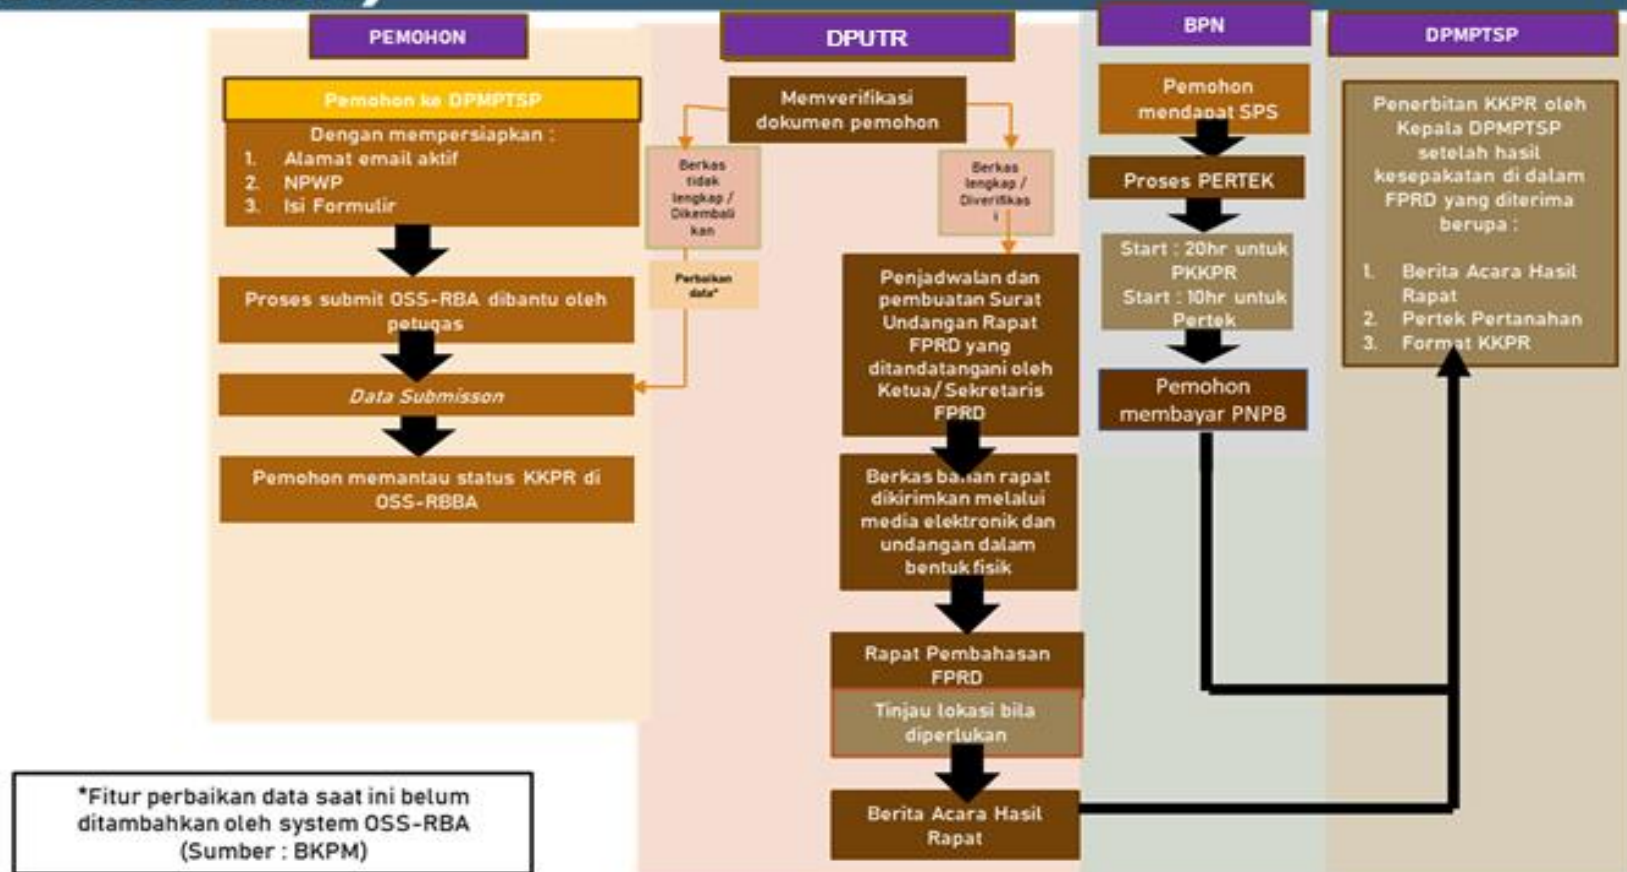 PEMOHON
Pemohon ke DPMPTSP
Dengan mempersiapkan :
1. Alamat email aktif
2. NPWP
3. Isi Formulir
Proses submit OSS-RBA dibantu oleh
petugas
Data Submisson
Pemohon memantau status KKPR di
OSS-RBBA
*Fitur perbaikan data saat ini belum
ditambahkan oleh system OSS-RBA
(Sumber : BKPM)
DPUTR
Memverifikasi
dokumen pemohon
Berkas
tidak
lengkap /
Dikembali
kan
Perbaikan
data*
Berkas
lengkap /
Diverifikas
i
Penjadwalan dan
pembuatan Surat
Undangan Rapat
FPRD yang
ditandatangani oleh
Ketua/ Sekretaris
FPRD
Berkas bahan rapat
dikirimkan melalui
media elektronik dan
undangan dalam
bentuk fisik
Rapat Pembahasan
FPRD
Tinjau lokasi bila
diperlukan
Berita Acara Hasil
Rapat
BPN
Pemohon
mendapat SPS
Proses PERTEK
Start : 20hr untuk
PKKPR
Start : 10hr untuk
Pertek
Pemohon
membayar PNPB
DPMPTSP
Penerbitan KKPR oleh
Kepala DPMPTSP
setelah hasil
kesepakatan di dalam
FPRD yang diterima
berupa :
1. Berita Acara Hasil
Rapat
2. Pertek Pertanahan
3. Format KKPR